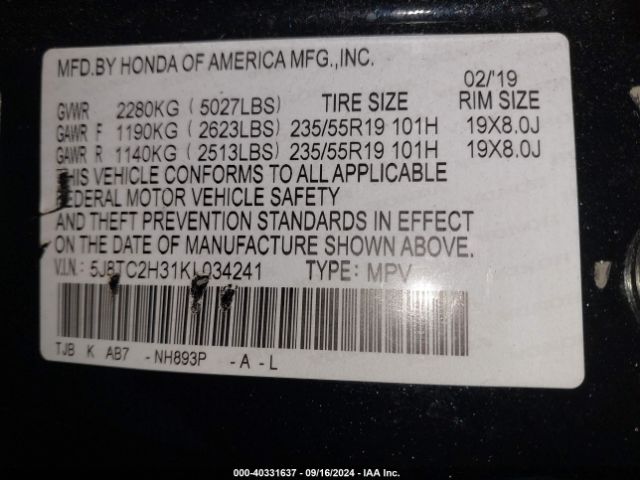 MFD.BY HONDA OF AMERICA MFG.,INC.
02/'19
GVWR 2280KG (5027LBS) TIRE SIZE RIM SIZE
GAWR F 1190KG (2623LBS) 235/55R19 101H 19X8.0J
GAWR R 1140KG (2513LBS) 235/55R19 101H 19X8.0J
THIS VEHICLE CONFORMS TO ALL APPLICABLE
FEDERAL MOTOR VEHICLE SAFETY
AND THEFT PREVENTION STANDARDS IN EFFECT
ON THE DATE OF MANUFACTURE SHOWN ABOVE.
V.I.N.: 5J8TC2H31KL034241 TYPE: MPV
TJB K AB7 -NH893P -A-L
000-40331637 - 09/16/2024 - IAA Inc.